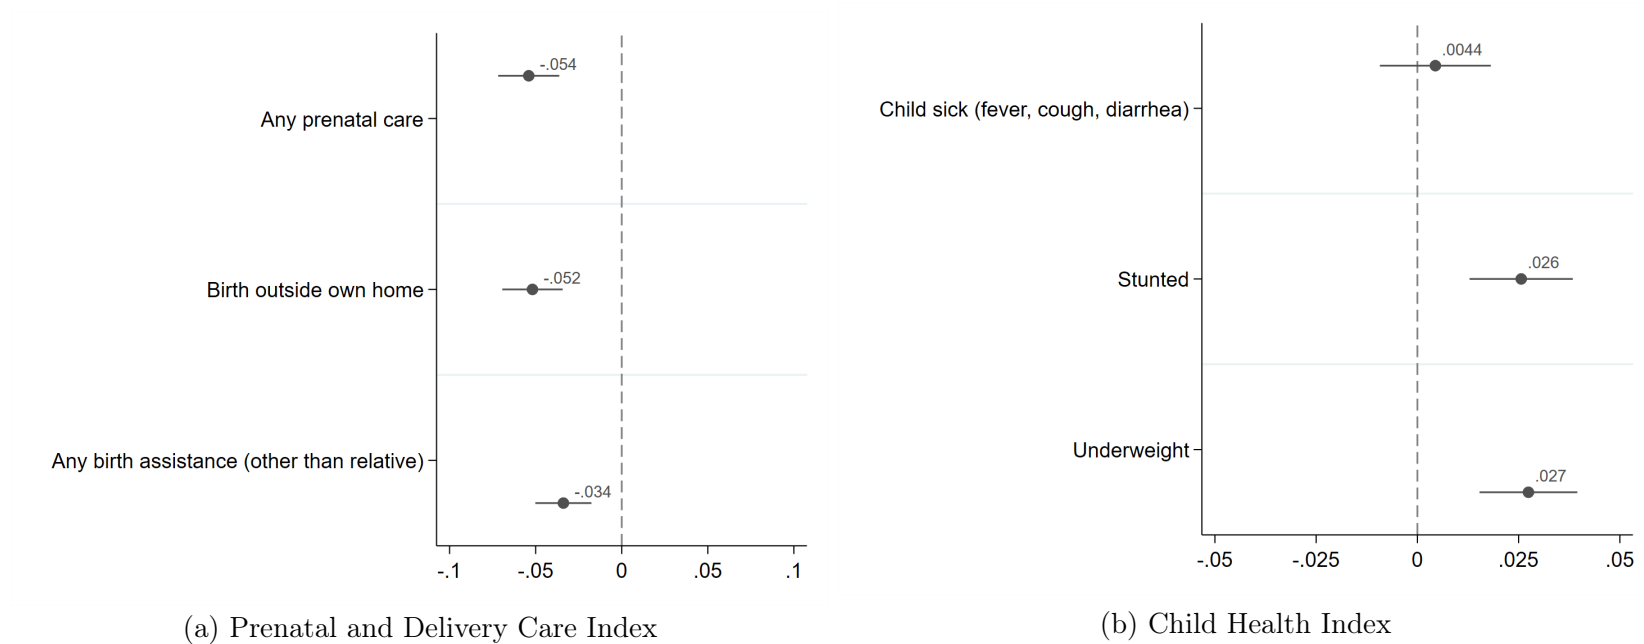 -.054
Any prenatal care
-.052
Birth outside own home
Any birth assistance (other than relative)
-.034
-.1 -.05 0 .05 .1
(a) Prenatal and Delivery Care Index
.0044
Child sick (fever, cough, diarrhea)
.026
Stunted
Underweight
.027
-.05 -.025 0 .025 .05
(b) Child Health Index